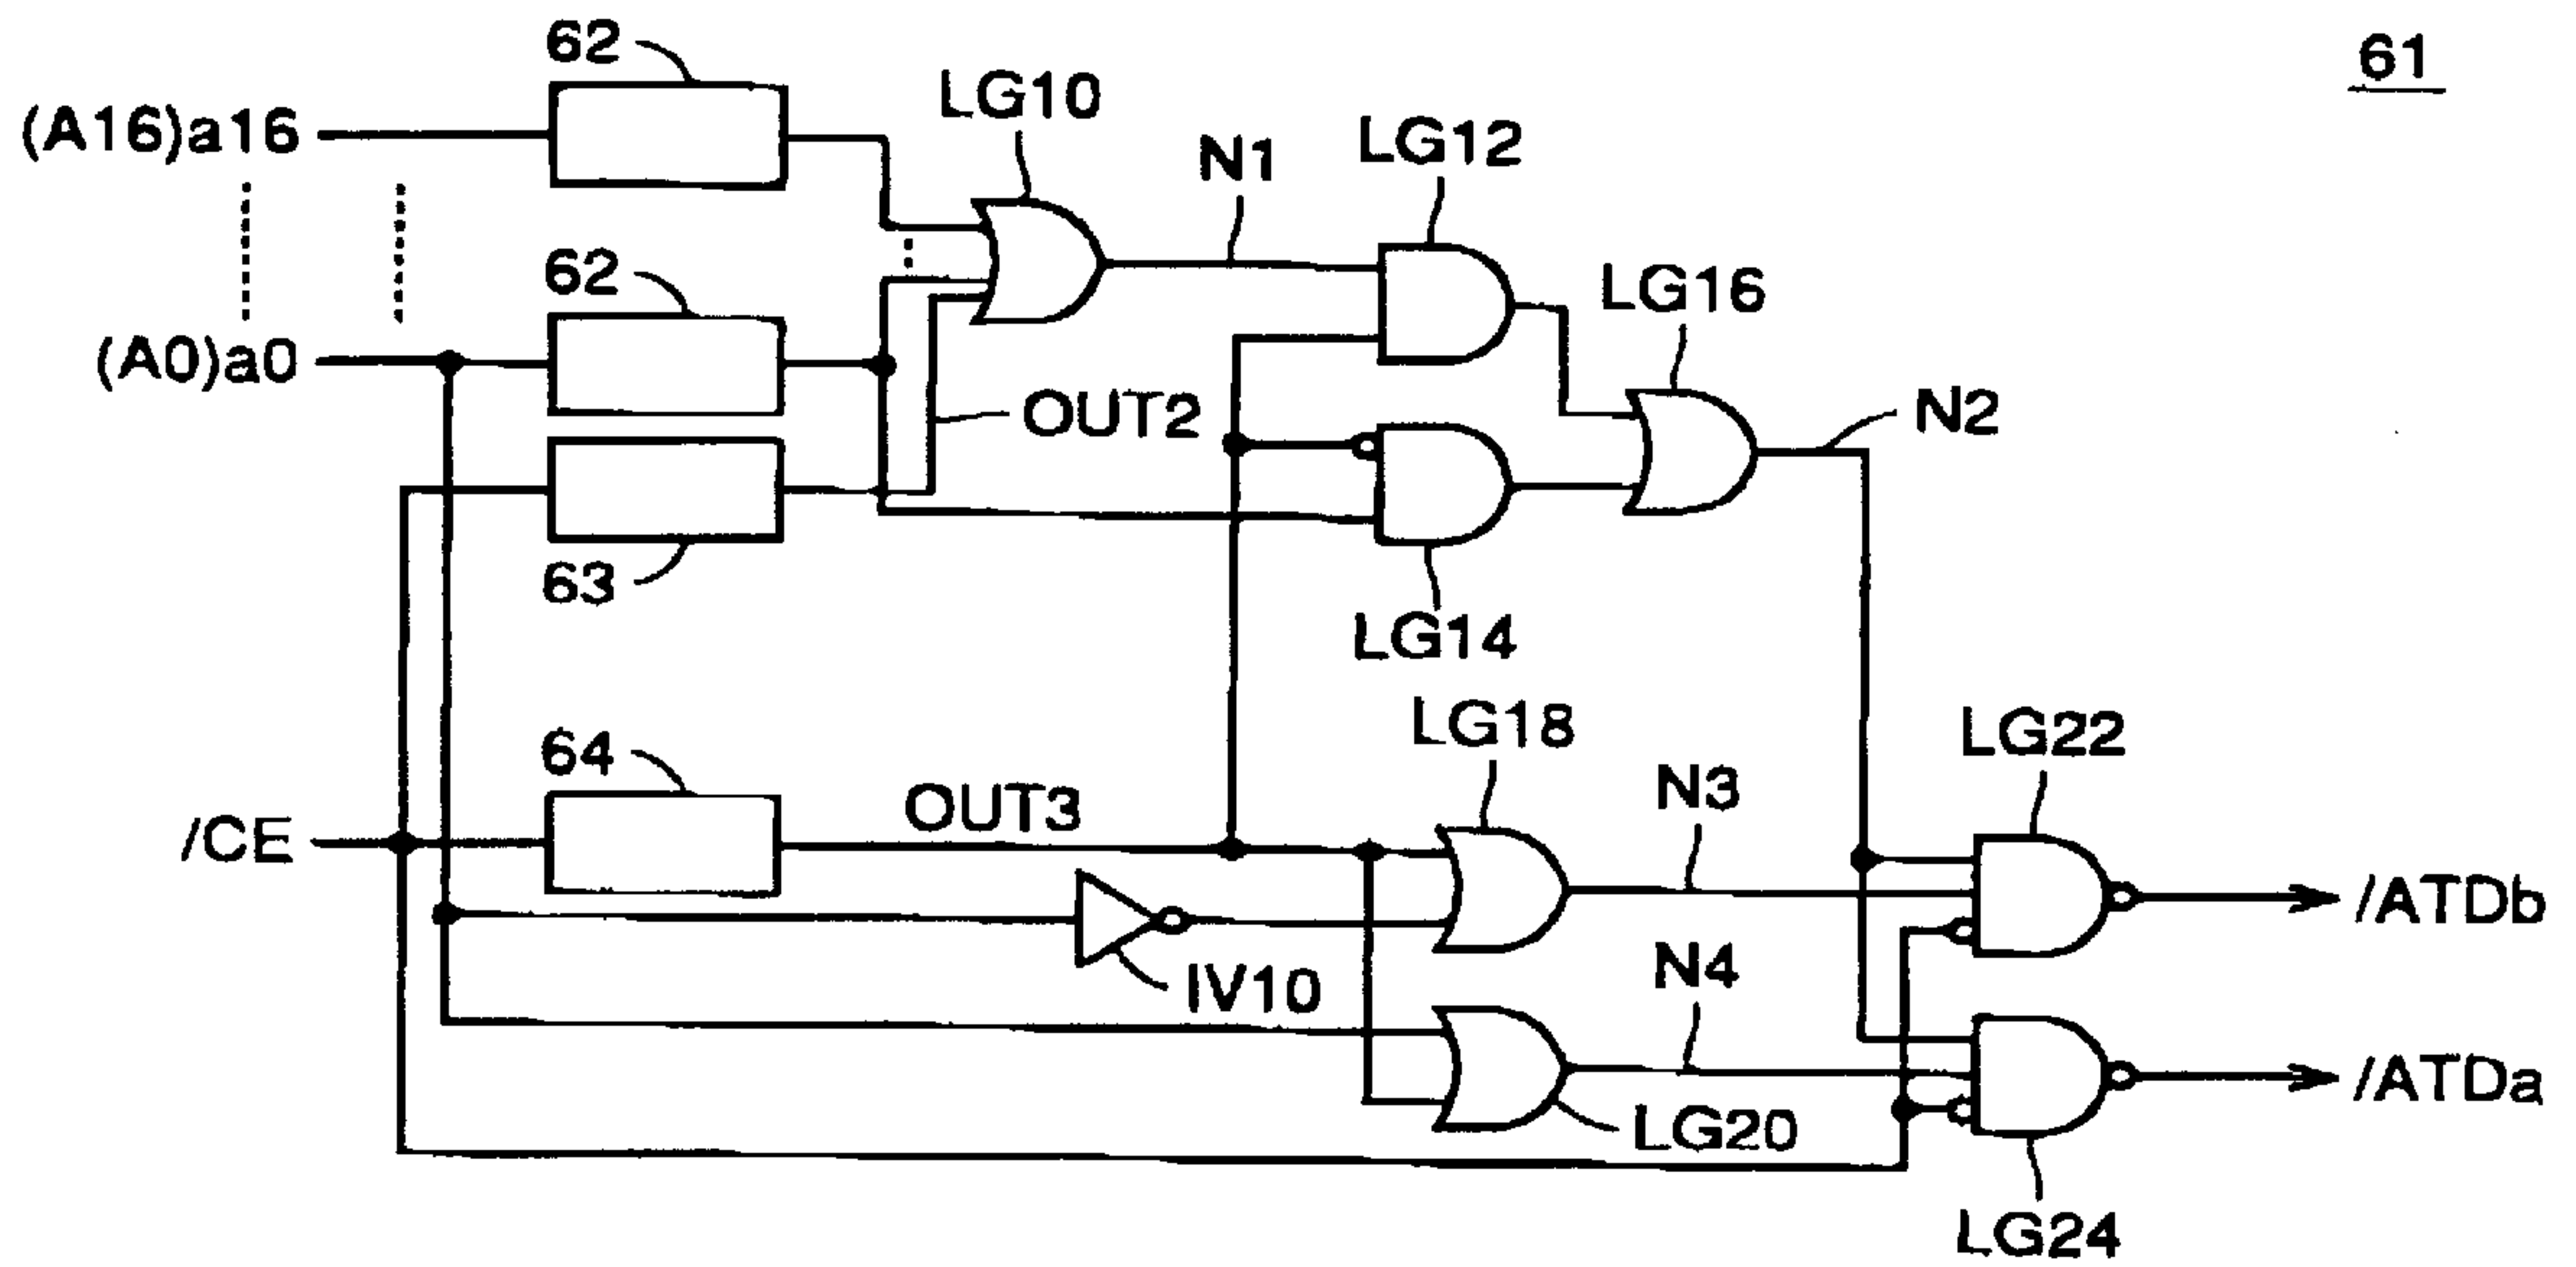 61
62
(A16)a16
LG10
N1
LG12
62
LG16
(A0)a0
OUT2
N2
63
LG14
64
LG18
LG22
OUT3
N3
/CE
/ATDb
IV10
N4
/ATDa
LG20
LG24